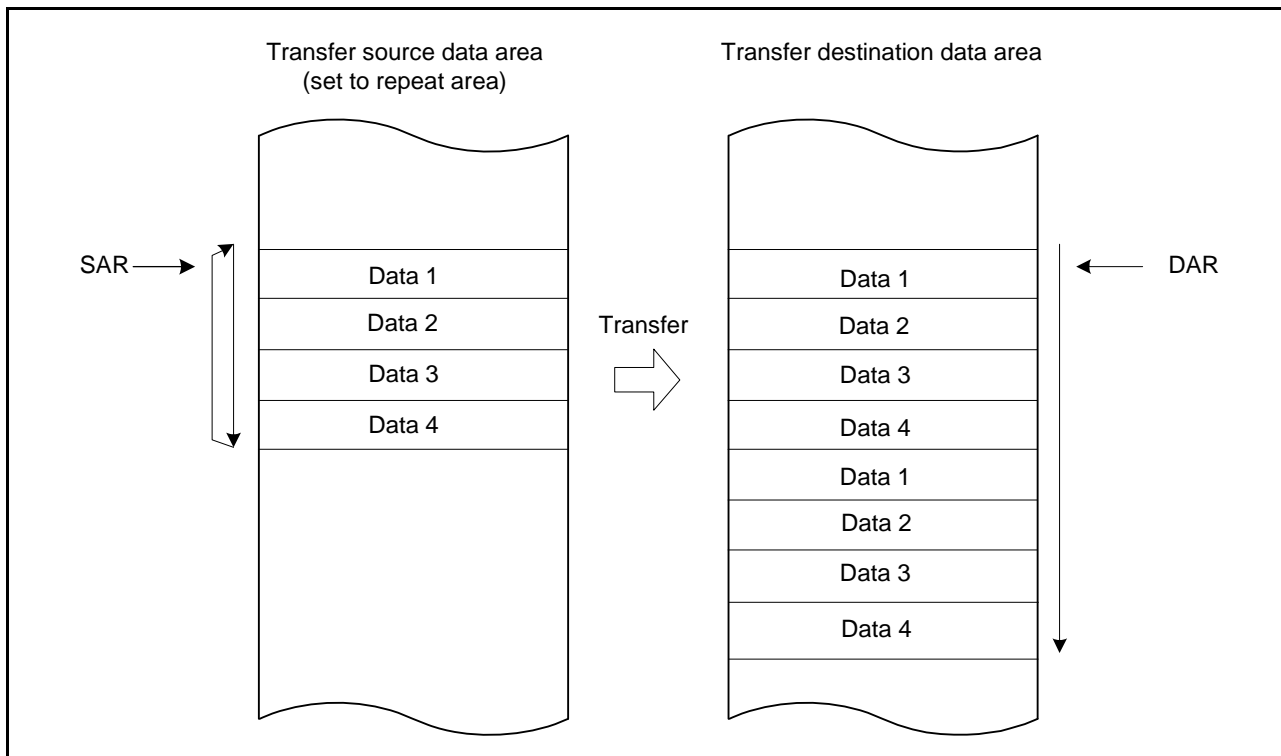 Transfer source data area
(set to repeat area)
Transfer destination data area
SAR
Data 1
Data 2
Data 3
Data 4
Transfer
Data 1
Data 2
Data 3
Data 4
Data 1
Data 2
Data 3
Data 4
DAR